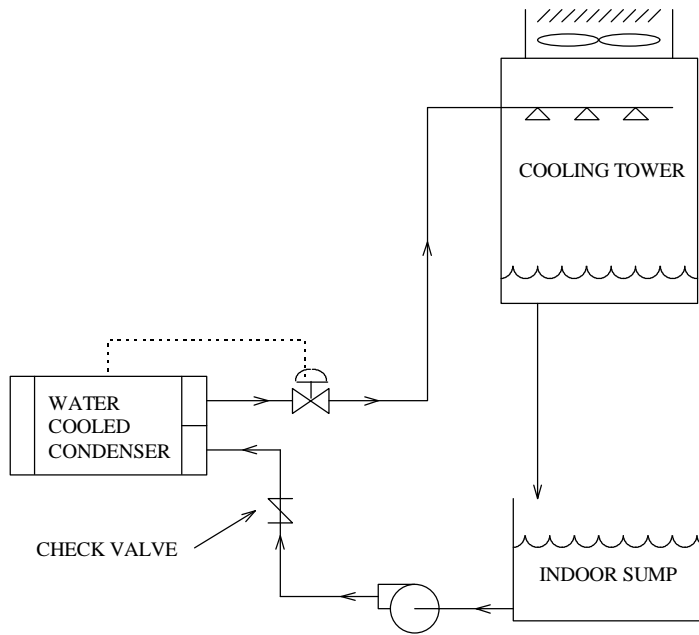 COOLING TOWER
WATER
COOLED
CONDENSER
CHECK VALVE
INDOOR SUMP